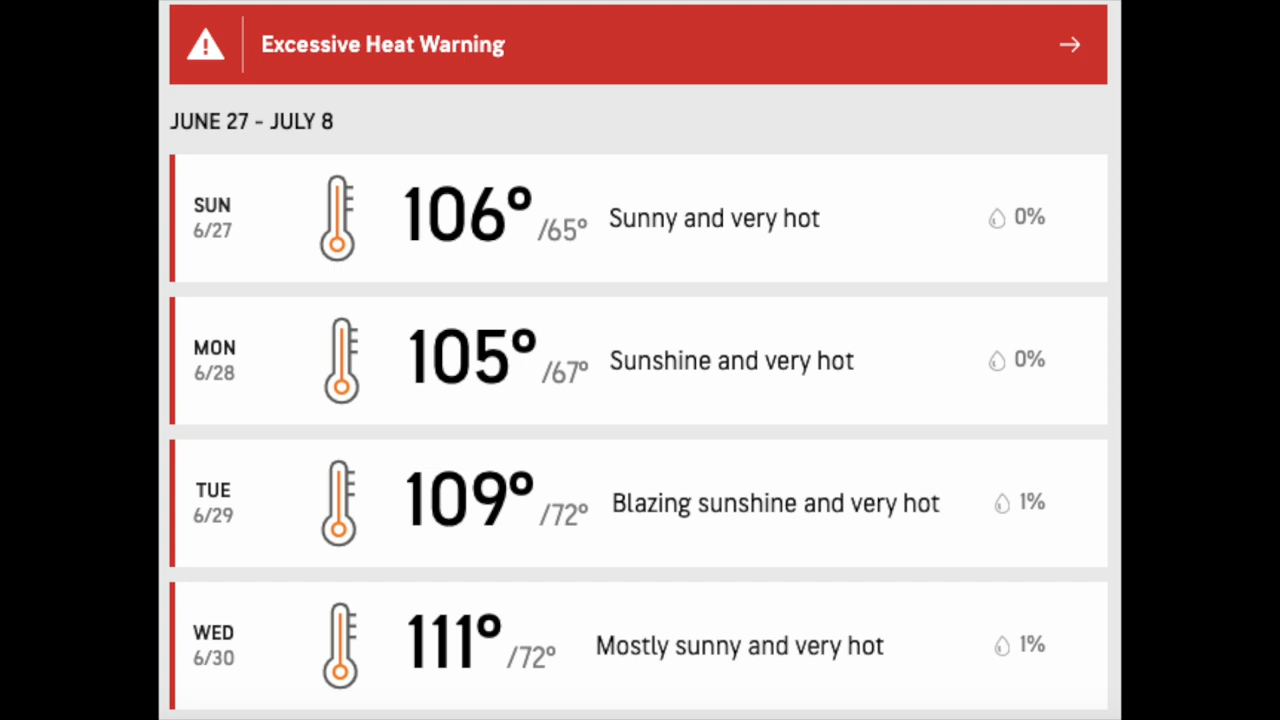 Excessive Heat Warning
JUNE 27 - JULY 8
SUN
6/27
106° /65° Sunny and very hot 0%
MON
6/28
105° /67° Sunshine and very hot 0%
TUE
6/29
109° /72° Blazing sunshine and very hot 1%
WED
6/30
111° /72° Mostly sunny and very hot 1%